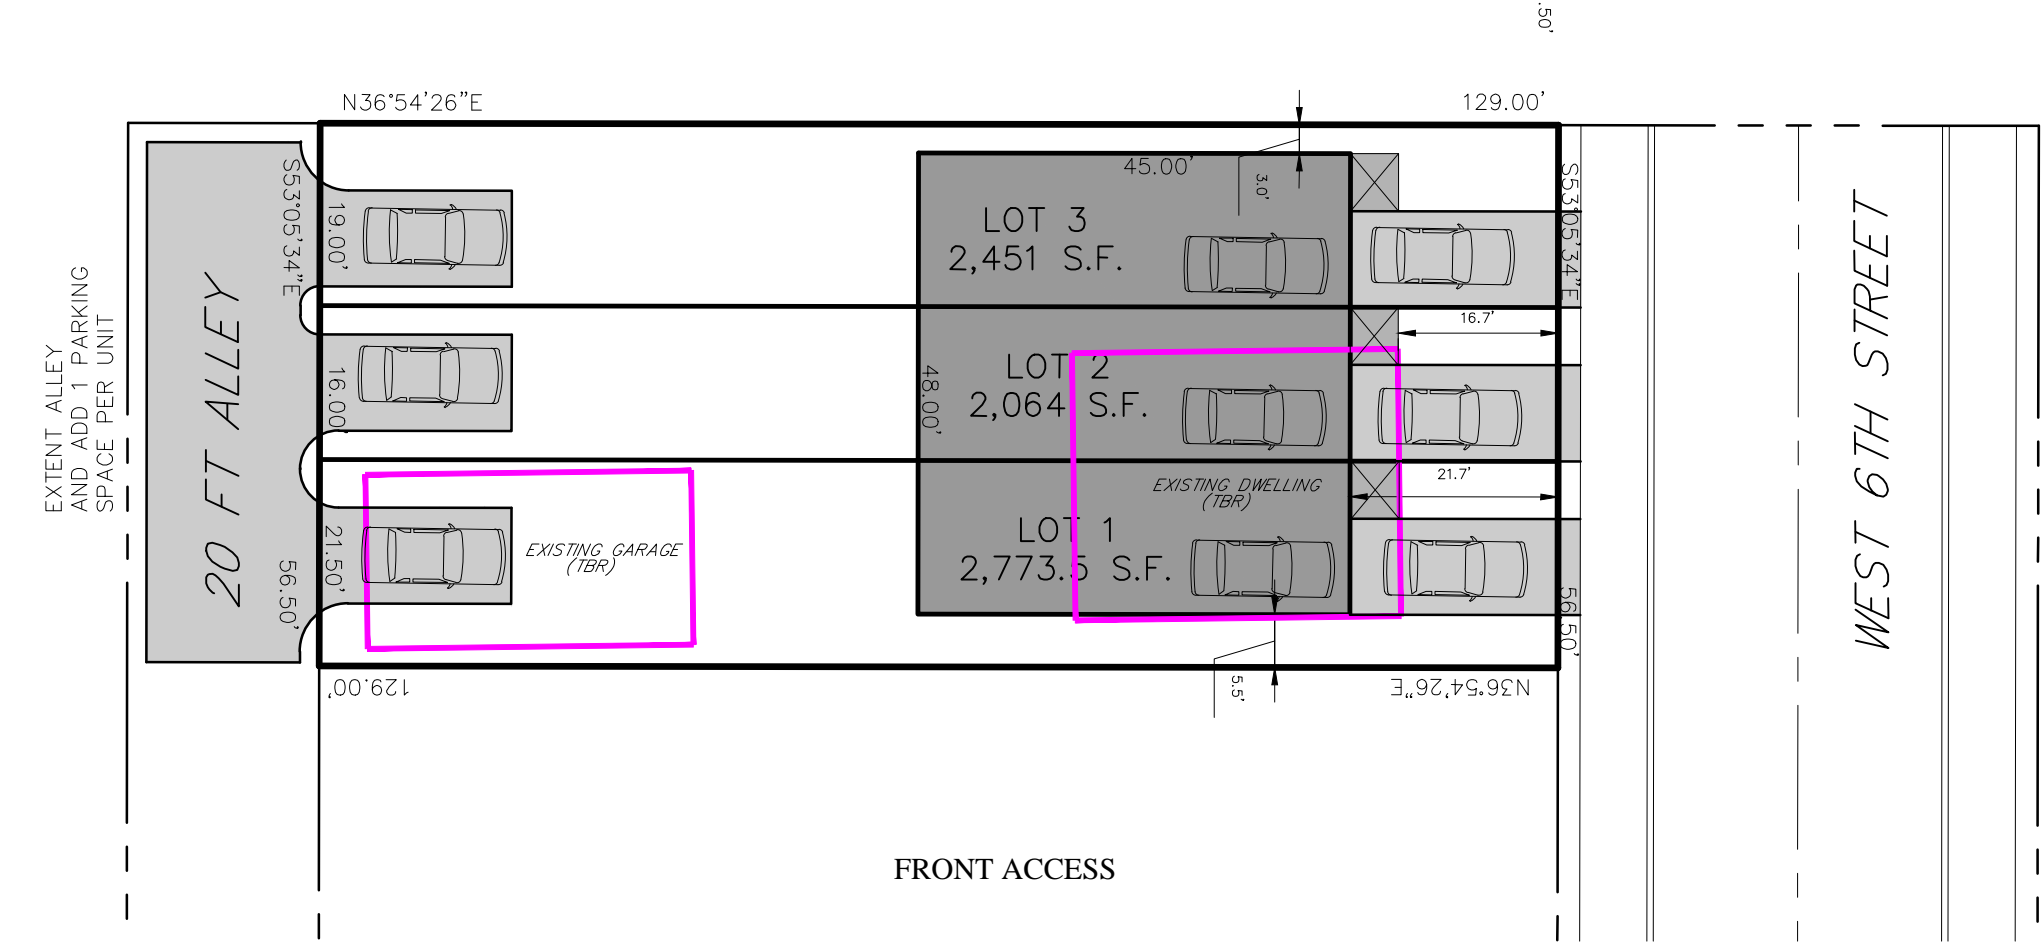 .50'
N36°54'26"E
129.00'
EXTENT ALLEY
AND ADD 1 PARKING
SPACE PER UNIT
20 FT ALLEY
S53°05'34"E
56.50'
19.00'
16.00'
21.50'
45.00'
3.0'
LOT 3
2,451 S.F.
48.00'
LOT 2
2,064 S.F.
16.7'
EXISTING DWELLING
(TBR)
21.7'
LOT 1
2,773.5 S.F.
EXISTING GARAGE
(TBR)
5.5'
S53°05'34"E
56.50'
WEST 6TH STREET
129.00'
N36°54'26"E
FRONT ACCESS